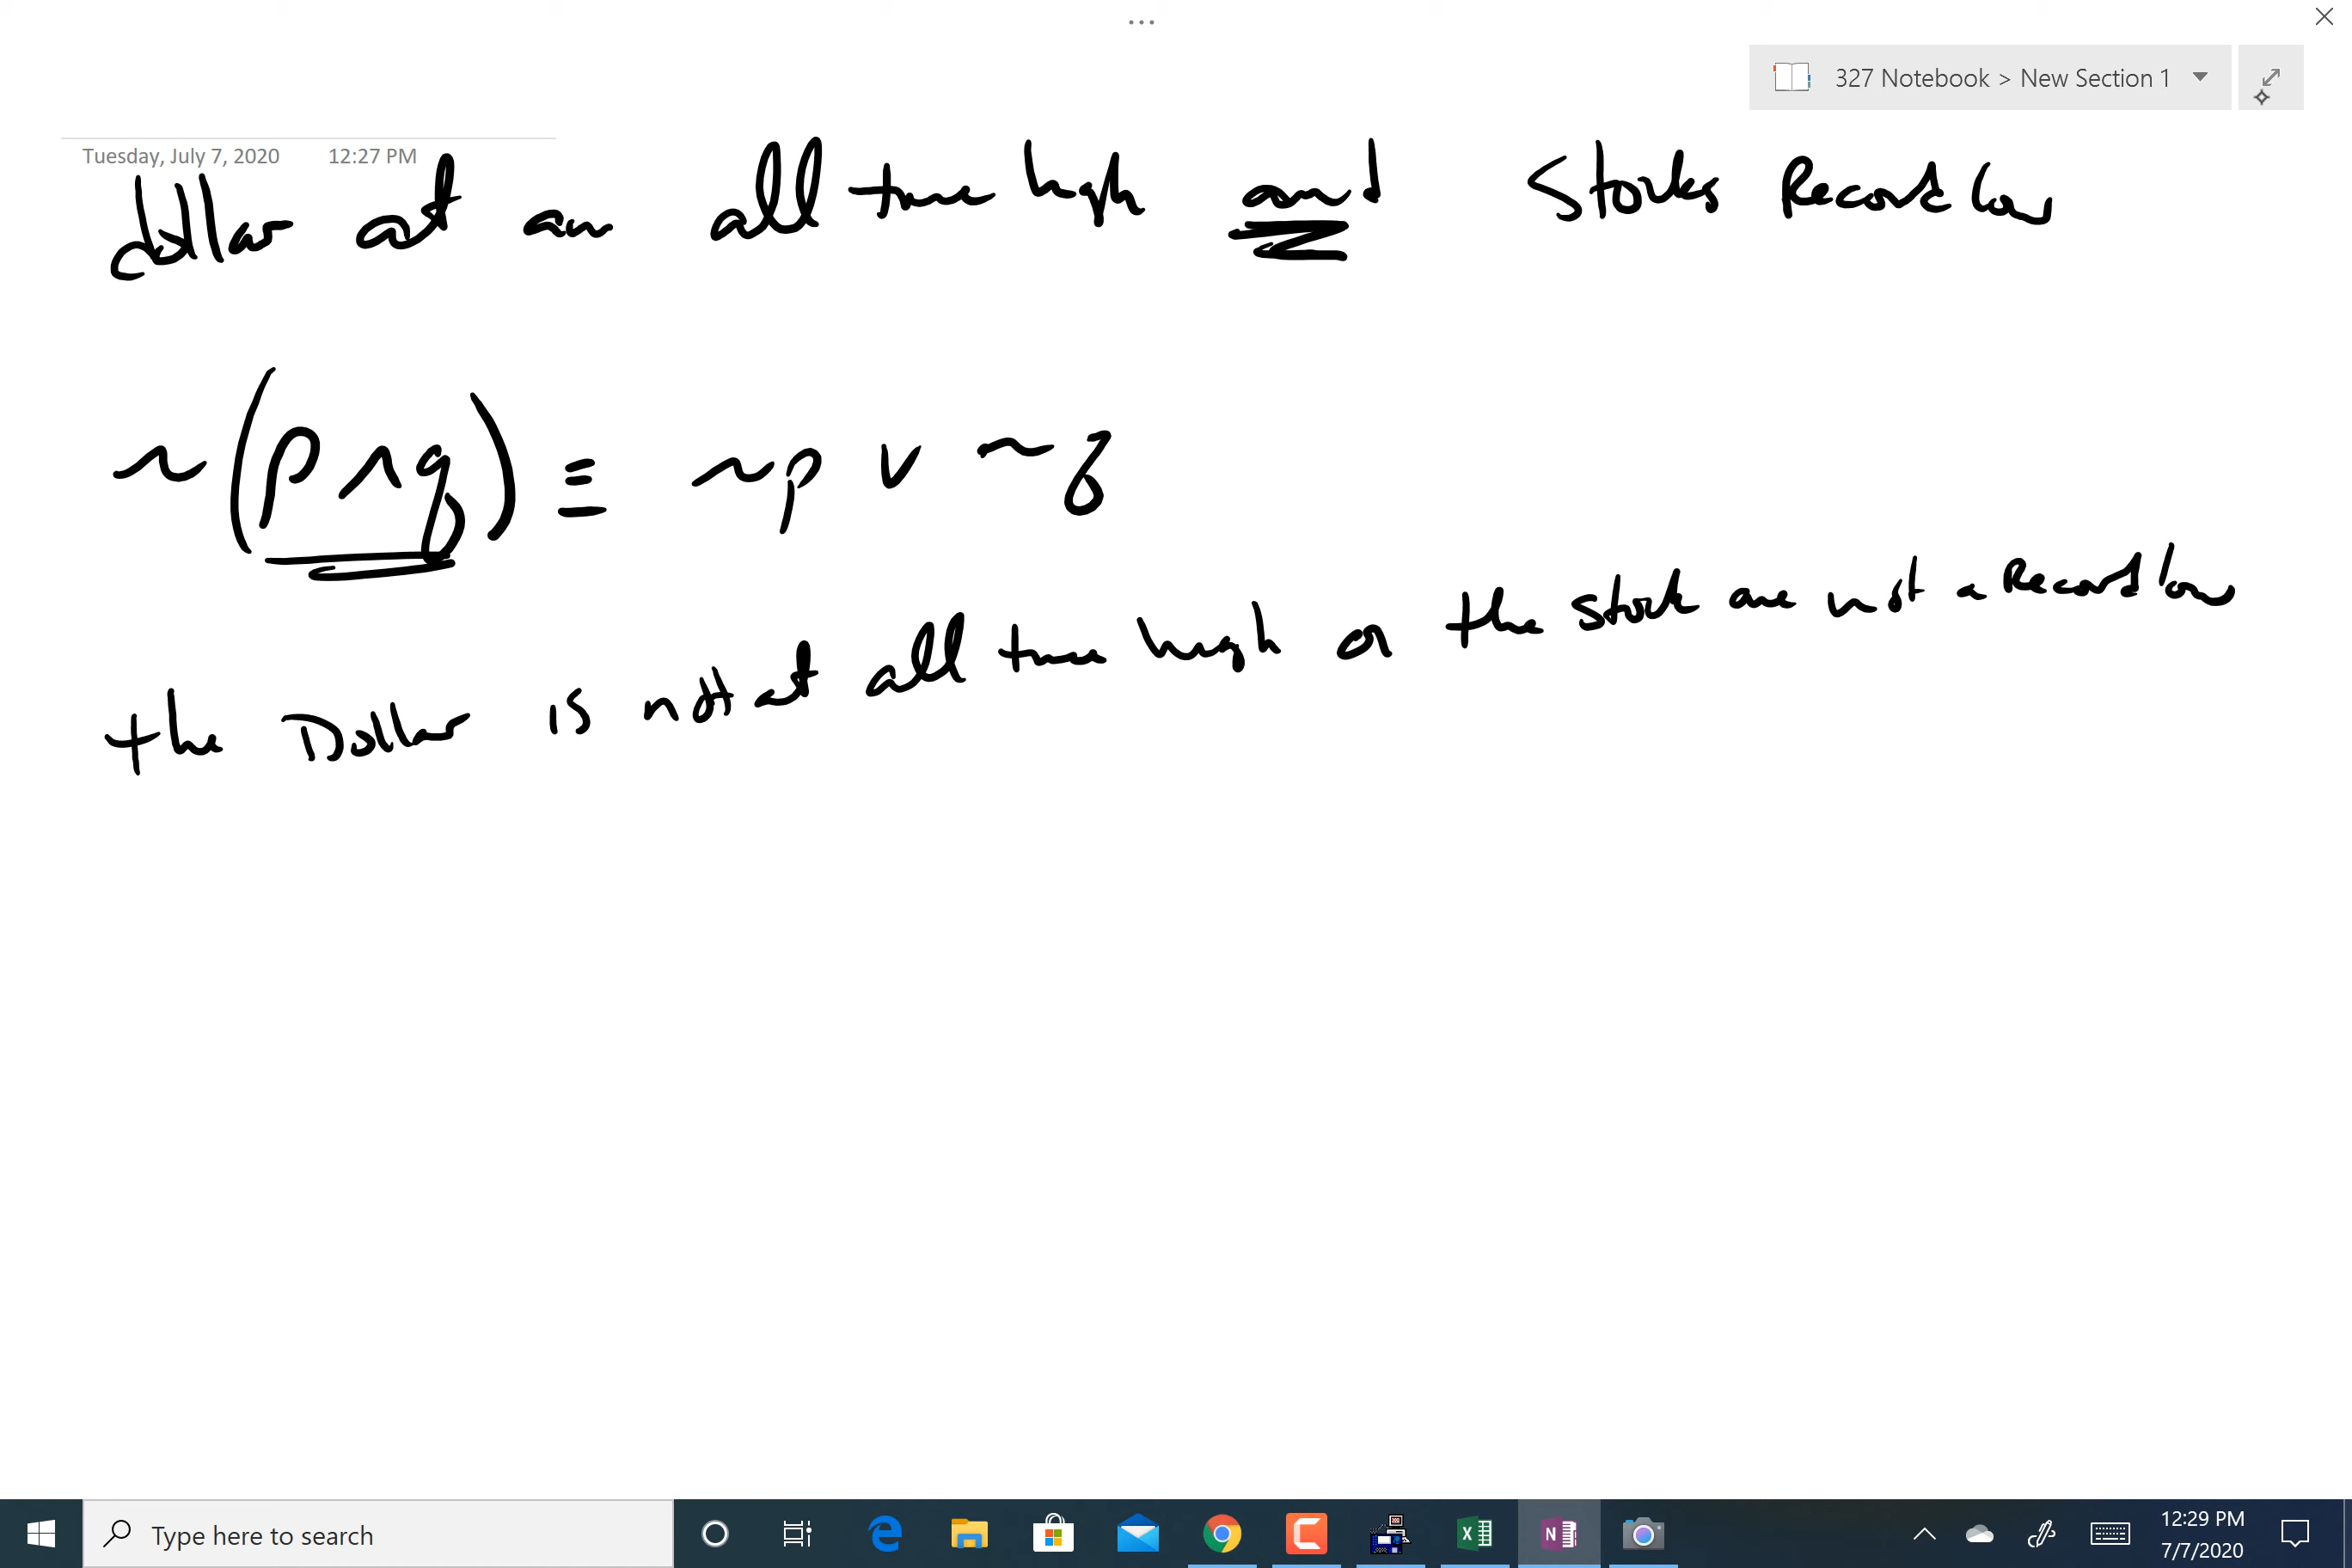 327 Notebook > New Section 1
Tuesday, July 7, 2020 12:27 PM
dollar at an all time high and Stocks Record low
~(p ∧ q) ≡ ~p v ~q
the Dollar is not at all time high or the stock are not a Record low
Type here to search
12:29 PM
7/7/2020